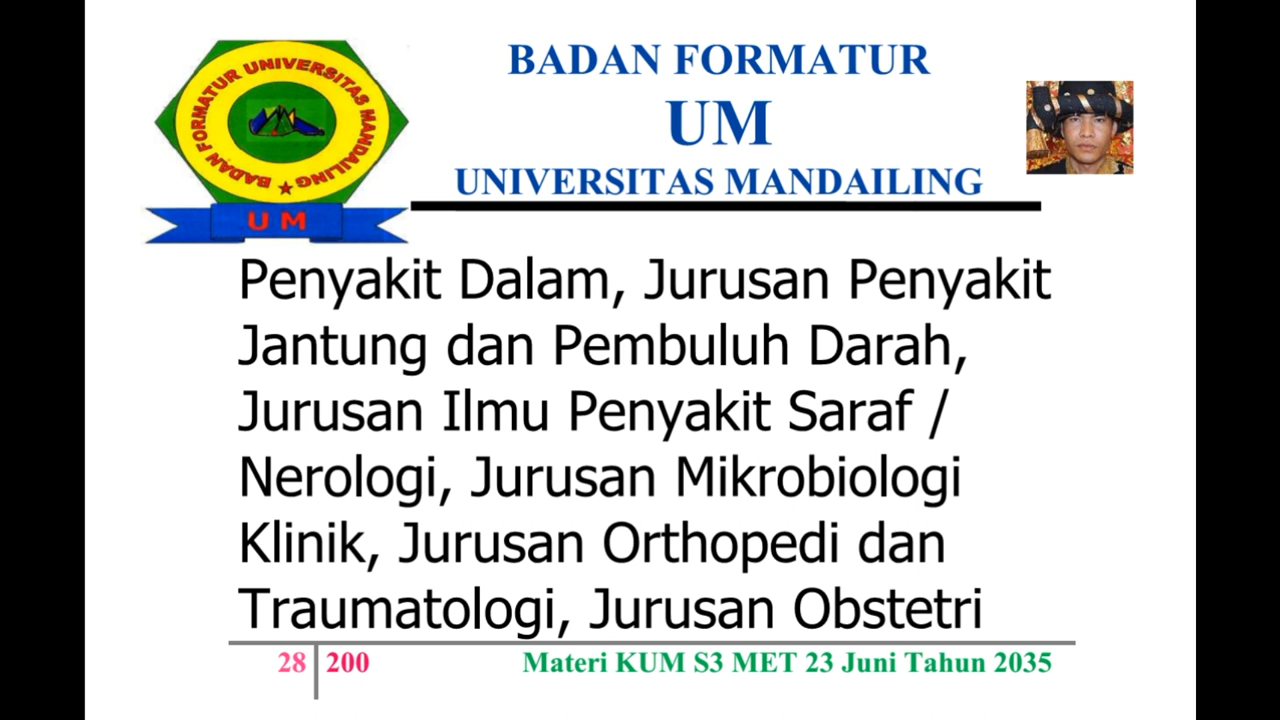 BADAN FORMATUR UNIVERSITAS MANDAILING
UM
BADAN FORMATUR
UM
UNIVERSITAS MANDAILING
Penyakit Dalam, Jurusan Penyakit
Jantung dan Pembuluh Darah,
Jurusan Ilmu Penyakit Saraf /
Nerologi, Jurusan Mikrobiologi
Klinik, Jurusan Orthopedi dan
Traumatologi, Jurusan Obstetri
28 200
Materi KUM S3 MET 23 Juni Tahun 2035